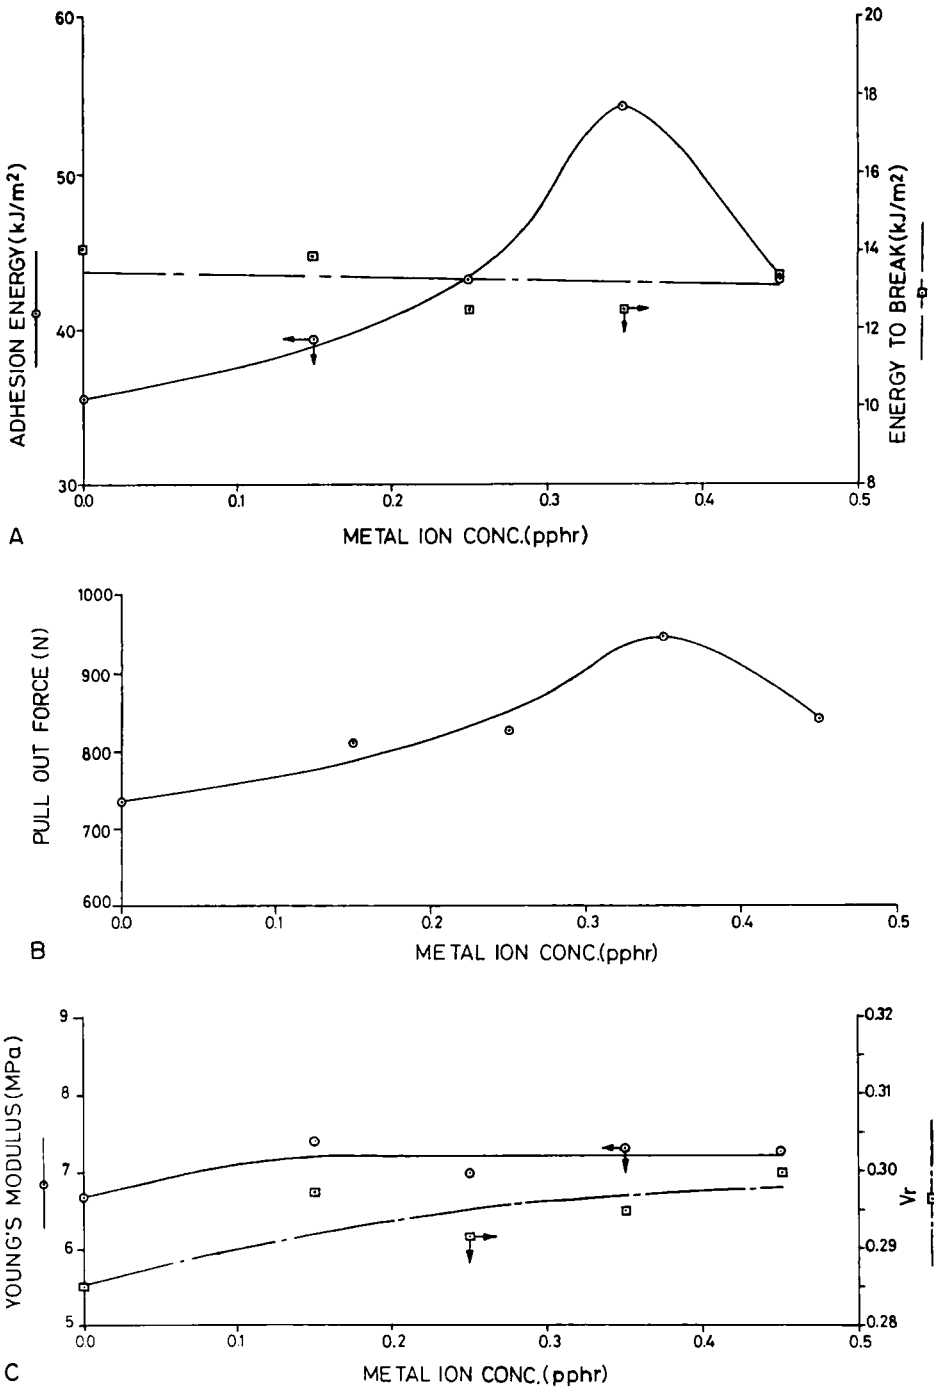 60
50
40
30
ADHESION ENERGY(kJ/m²)
20
18
16
14
12
10
8
ENERGY TO BREAK(kJ/m²)
0.0 0.1 0.2 0.3 0.4 0.5
METAL ION CONC.(pphr)
A
1000
900
800
700
600
PULL OUT FORCE (N)
0.0 0.1 0.2 0.3 0.4 0.5
METAL ION CONC.(pphr)
B
9
8
7
6
5
YOUNG'S MODULUS(MPa)
0.32
0.31
0.30
0.29
0.28
Vr
0.0 0.1 0.2 0.3 0.4 0.5
METAL ION CONC.(pphr)
C